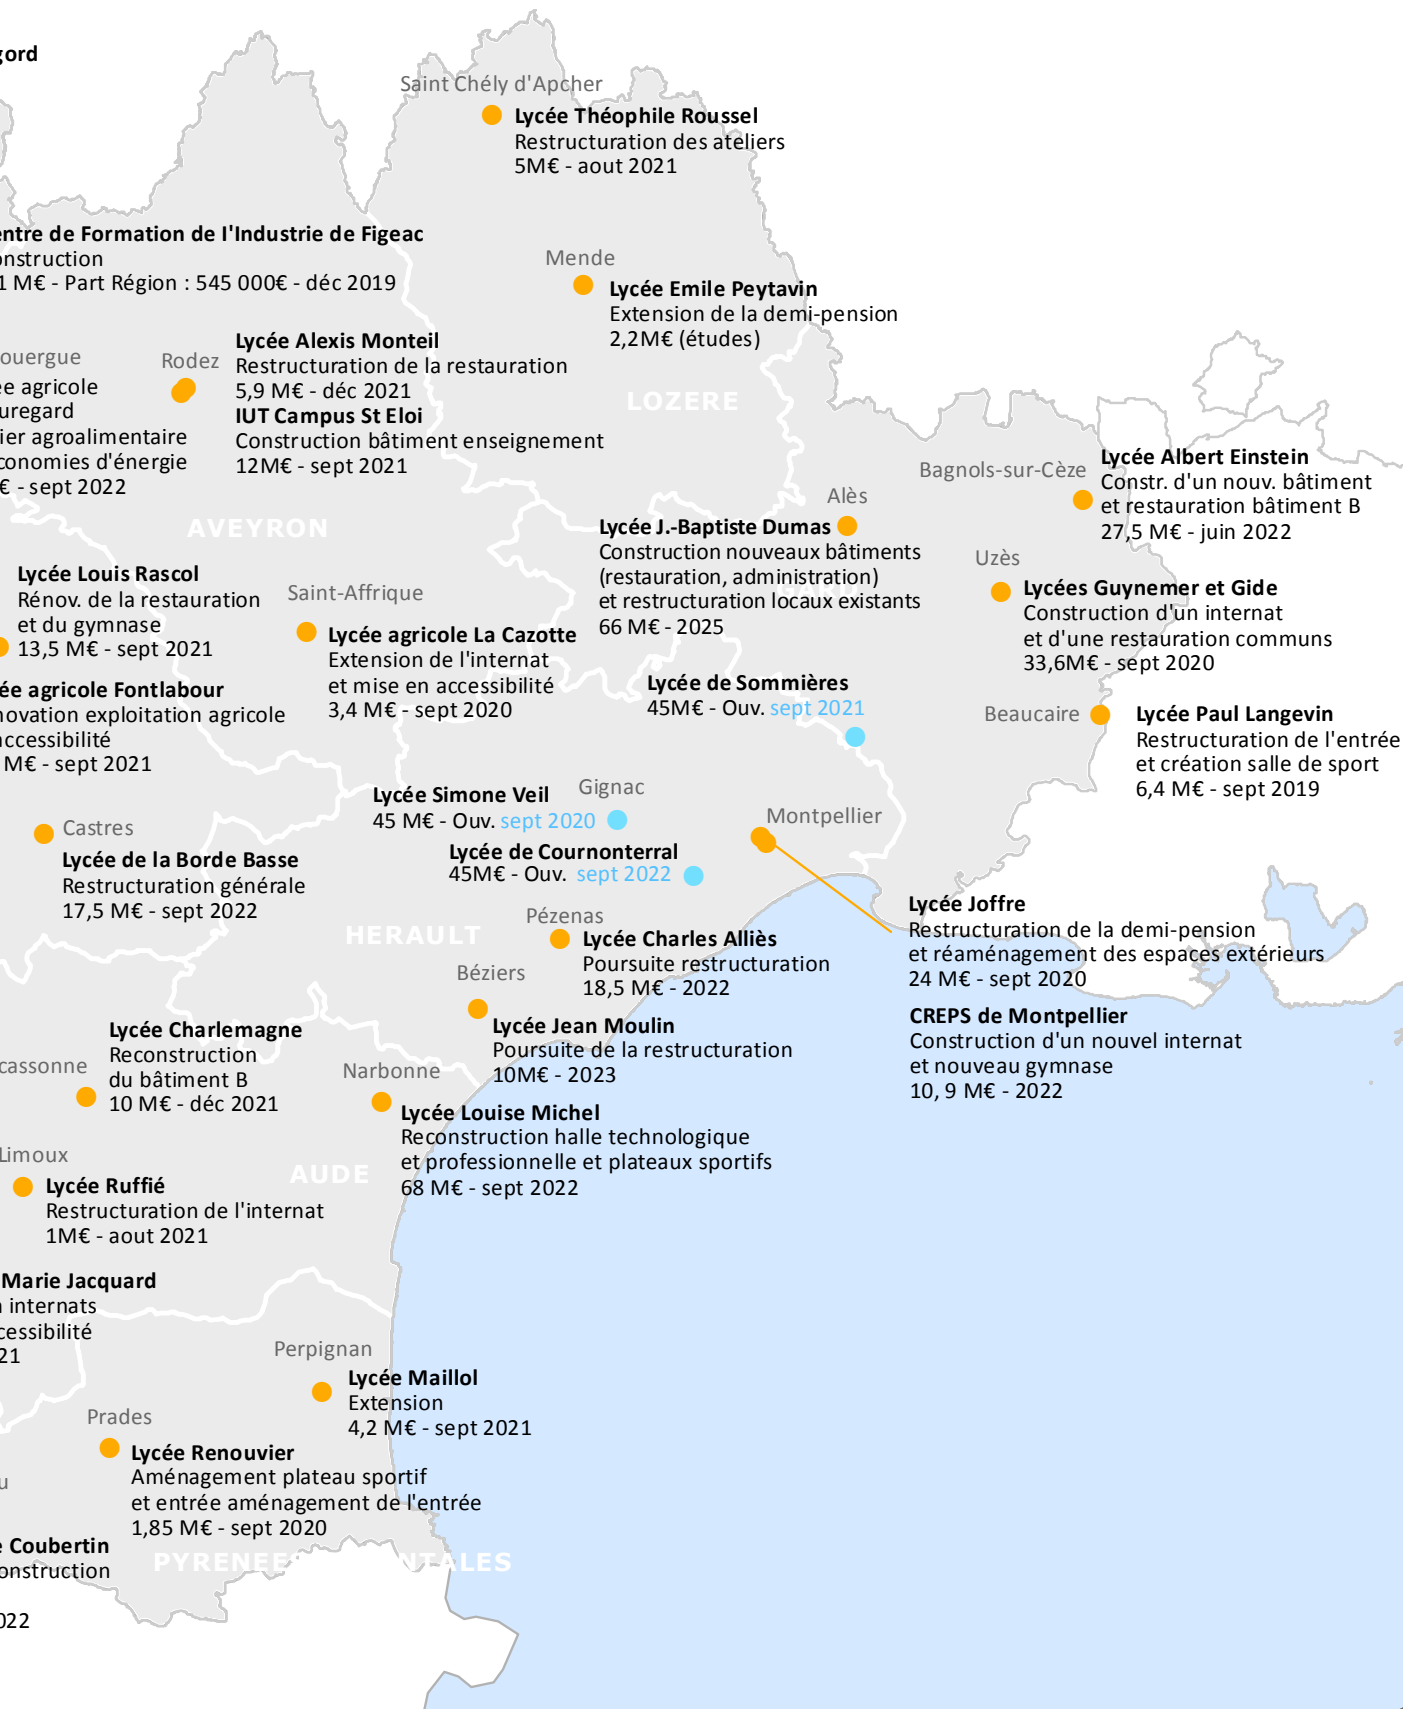 gord
Saint Chély d'Apcher
Lycée Théophile Roussel
Restructuration des ateliers
5M€ - aout 2021
entre de Formation de l'Industrie de Figeac
onstruction
1 M€ - Part Région : 545 000€ - déc 2019
Mende
Lycée Emile Peytavin
Extension de la demi-pension
2,2M€ (études)
ouergue
ée agricole
uregard
ier agroalimentaire
conomies d'énergie
€ - sept 2022
Rodez
Lycée Alexis Monteil
Restructuration de la restauration
5,9 M€ - déc 2021
IUT Campus St Eloi
Construction bâtiment enseignement
12M€ - sept 2021
LOZERE
Bagnols-sur-Cèze
Lycée Albert Einstein
Constr. d'un nouv. bâtiment
et restauration bâtiment B
27,5 M€ - juin 2022
AVEYRON
Alès
Lycée J.-Baptiste Dumas
Construction nouveaux bâtiments
(restauration, administration)
et restructuration locaux existants
66 M€ - 2025
GARD
Uzès
Lycées Guynemer et Gide
Construction d'un internat
et d'une restauration communs
33,6M€ - sept 2020
Lycée Louis Rascol
Rénov. de la restauration
et du gymnase
13,5 M€ - sept 2021
Saint-Affrique
Lycée agricole La Cazotte
Extension de l'internat
et mise en accessibilité
3,4 M€ - sept 2020
ée agricole Fontlabour
novation exploitation agricole
accessibilité
M€ - sept 2021
Lycée de Sommières
45M€ - Ouv. sept 2021
Beaucaire
Lycée Paul Langevin
Restructuration de l'entrée
et création salle de sport
6,4 M€ - sept 2019
Gignac
Lycée Simone Veil
45 M€ - Ouv. sept 2020
Lycée de Cournonterral
45M€ - Ouv. sept 2022
Montpellier
Castres
Lycée de la Borde Basse
Restructuration générale
17,5 M€ - sept 2022
HERAULT
Pézenas
Lycée Charles Alliès
Poursuite restructuration
18,5 M€ - 2022
Lycée Joffre
Restructuration de la demi-pension
et réaménagement des espaces extérieurs
24 M€ - sept 2020
CREPS de Montpellier
Construction d'un nouvel internat
et nouveau gymnase
10, 9 M€ - 2022
Béziers
Lycée Jean Moulin
Poursuite de la restructuration
10M€ - 2023
cassonne
Lycée Charlemagne
Reconstruction
du bâtiment B
10 M€ - déc 2021
Narbonne
Lycée Louise Michel
Reconstruction halle technologique
et professionnelle et plateaux sportifs
68 M€ - sept 2022
AUDE
Limoux
Lycée Ruffié
Restructuration de l'internat
1M€ - aout 2021
Marie Jacquard
internats
cessibilité
21
Perpignan
Lycée Maillol
Extension
4,2 M€ - sept 2021
Prades
Lycée Renouvier
Aménagement plateau sportif
et entrée aménagement de l'entrée
1,85 M€ - sept 2020
u
e Coubertin
onstruction
022